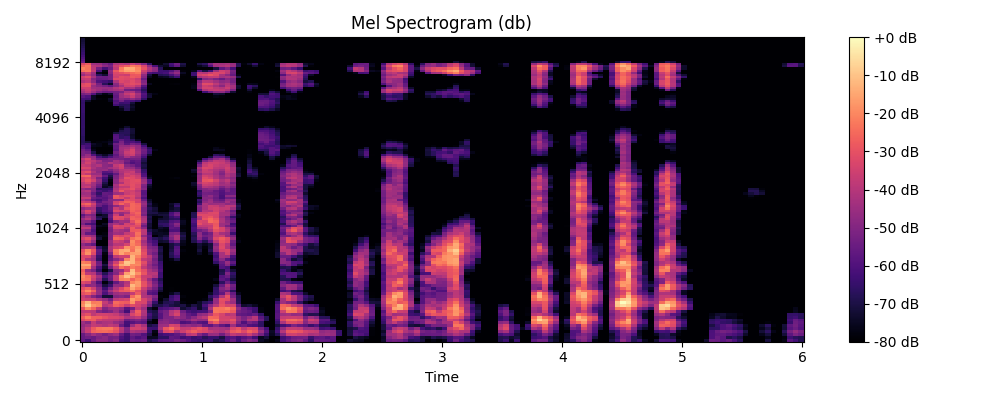 Mel Spectrogram (db)
Hz
8192
4096
2048
1024
512
0
0 1 2 3 4 5 6
Time
+0 dB
-10 dB
-20 dB
-30 dB
-40 dB
-50 dB
-60 dB
-70 dB
-80 dB